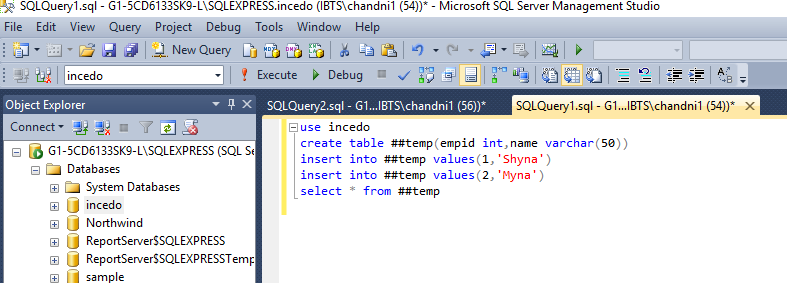 SQLQuery1.sql - G1-5CD6133SK9-L\SQLEXPRESS.incedo (IBTS\chandni1 (54))* - Microsoft SQL Server Management Studio
File Edit View Query Project Debug Tools Window Help
New Query
incedo Execute Debug
Object Explorer
SQLQuery2.sql - G1...IBTS\chandni1 (56))* SQLQuery1.sql - G1...IBTS\chandni1 (54))*
Connect
G1-5CD6133SK9-L\SQLEXPRESS (SQL Se
Databases
System Databases
incedo
Northwind
ReportServer$SQLEXPRESS
ReportServer$SQLEXPRESSTemp
sample
use incedo
create table ##temp(empid int,name varchar(50))
insert into ##temp values(1,'Shyna')
insert into ##temp values(2,'Myna')
select * from ##temp